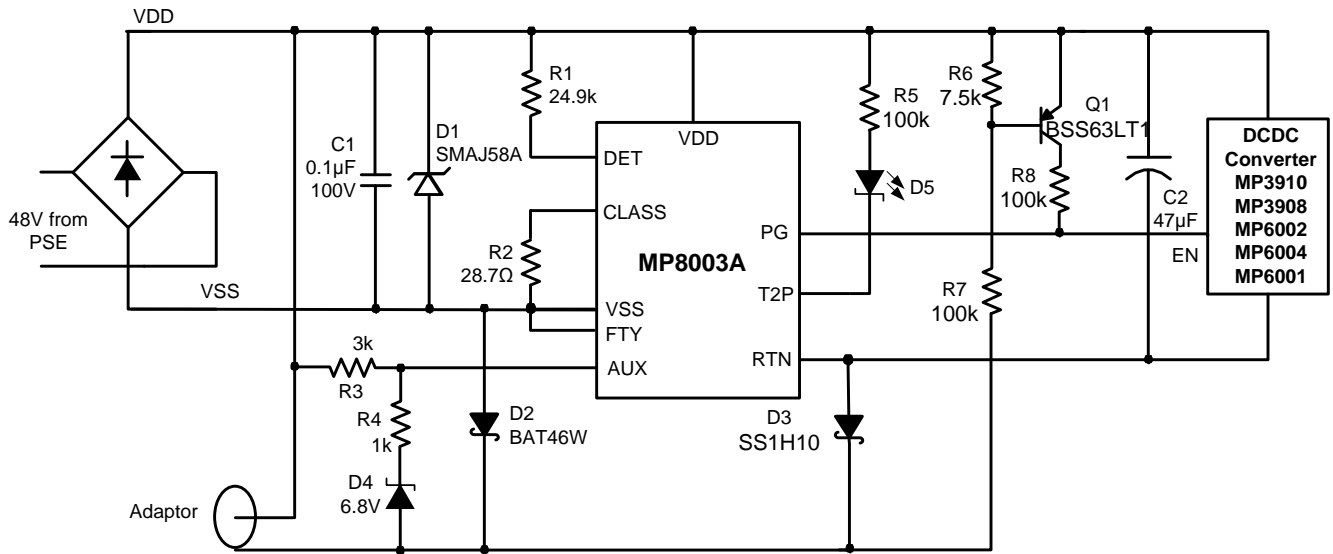 VDD
48V from
PSE
VSS
C1
0.1µF
100V
D1
SMAJ58A
R1
24.9k
R2
28.7Ω
3k
R3
R4
1k
D4
6.8V
Adaptor
D2
BAT46W
VDD
DET
CLASS
MP8003A
VSS
FTY
AUX
PG
T2P
RTN
D3
SS1H10
R5
100k
D5
R6
7.5k
Q1
BSS63LT1
R8
100k
R7
100k
C2
47µF
EN
DCDC
Converter
MP3910
MP3908
MP6002
MP6004
MP6001